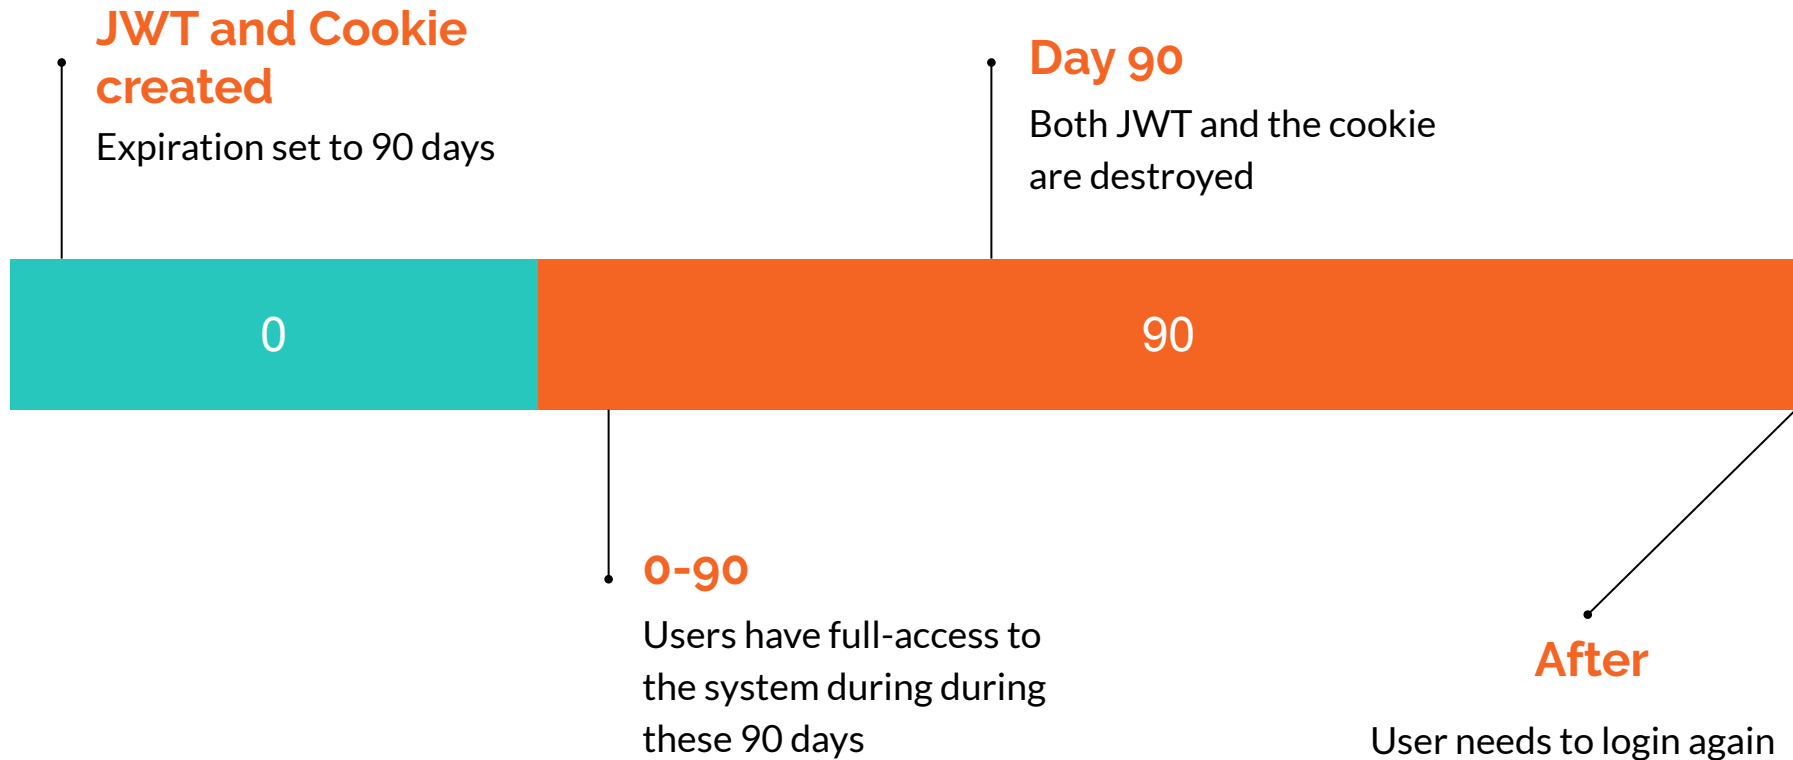 JWT and Cookie
created
Expiration set to 90 days
Day 90
Both JWT and the cookie
are destroyed
0
90
0-90
Users have full-access to
the system during during
these 90 days
After
User needs to login again